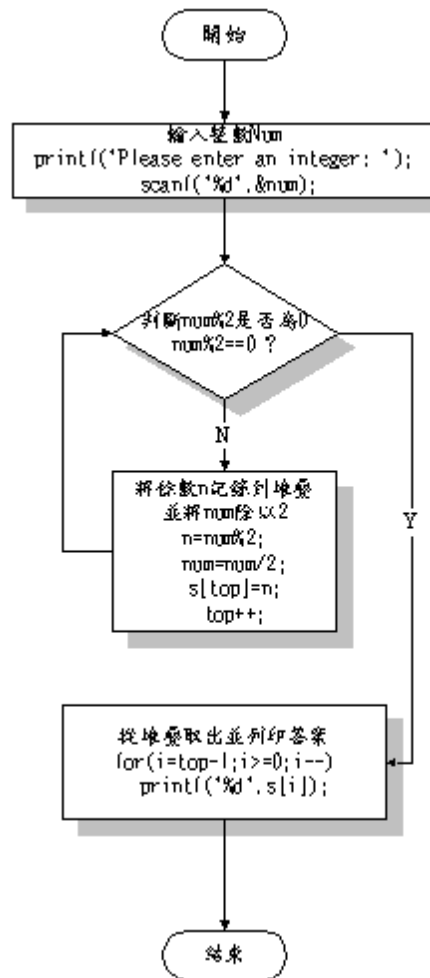 開始
輸入整數Num
printf("Please enter an integer: ");
scanf("%d",&num);
判斷num%2是否為0
num%2==0 ?
N
Y
將餘數n記錄到堆疊
並將num除以2
n=num%2;
num=num/2;
s[top]=n;
top++;
從堆疊取出並列印答案
for(i=top-1;i>=0;i--)
printf("%d",s[i]);
結束